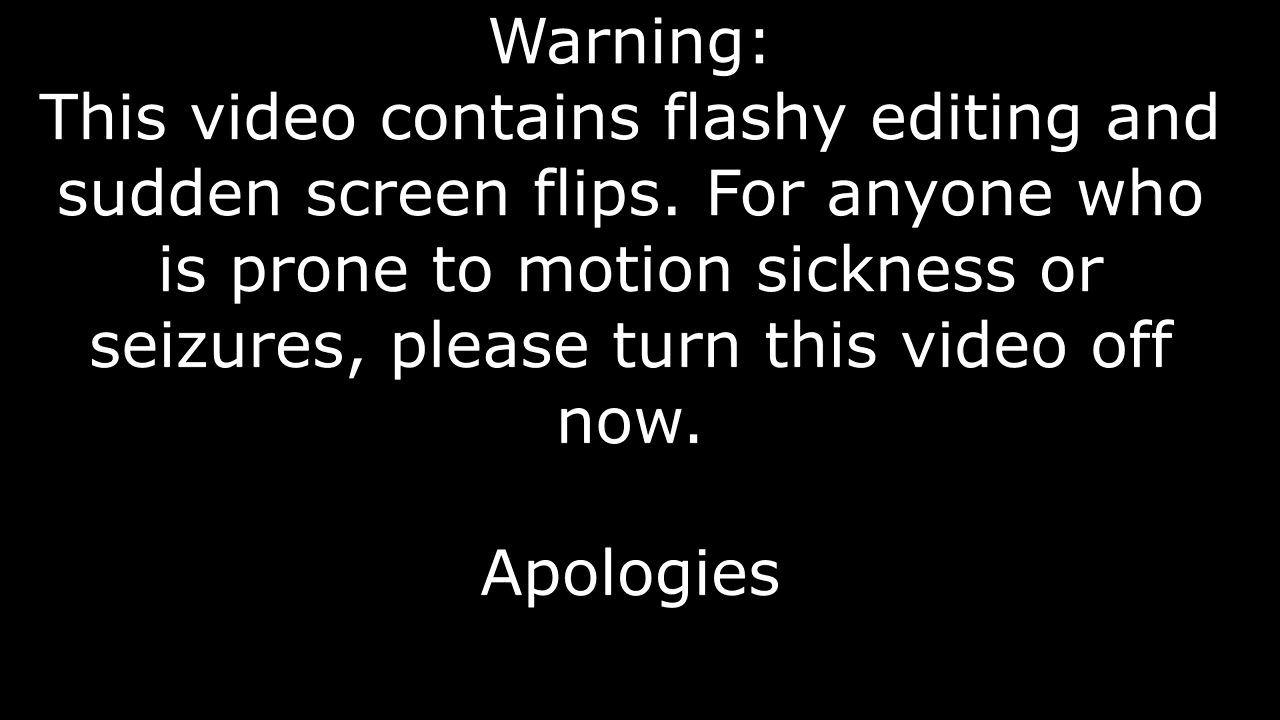 Warning:
This video contains flashy editing and
sudden screen flips. For anyone who
is prone to motion sickness or
seizures, please turn this video off
now.
Apologies